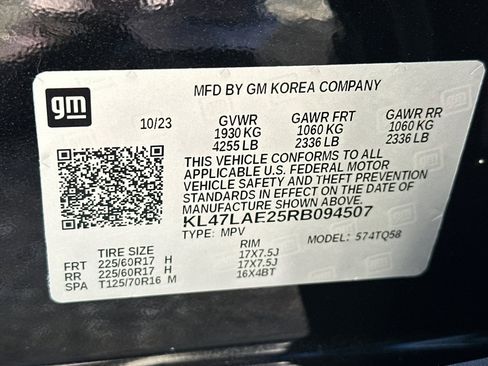 gm
MFD BY GM KOREA COMPANY
10/23 GVWR GAWR FRT GAWR RR
1930 KG 1060 KG 1060 KG
4255 LB 2336 LB 2336 LB
THIS VEHICLE CONFORMS TO ALL
APPLICABLE U.S. FEDERAL MOTOR
VEHICLE SAFETY AND THEFT PREVENTION
STANDARDS IN EFFECT ON THE DATE OF
MANUFACTURE SHOWN ABOVE.
KL47LAE25RB094507
TYPE: MPV MODEL: 574TQ58
TIRE SIZE RIM
FRT 225/60R17 H 17X7.5J
RR 225/60R17 H 17X7.5J
SPA T125/70R16 M 16X4BT